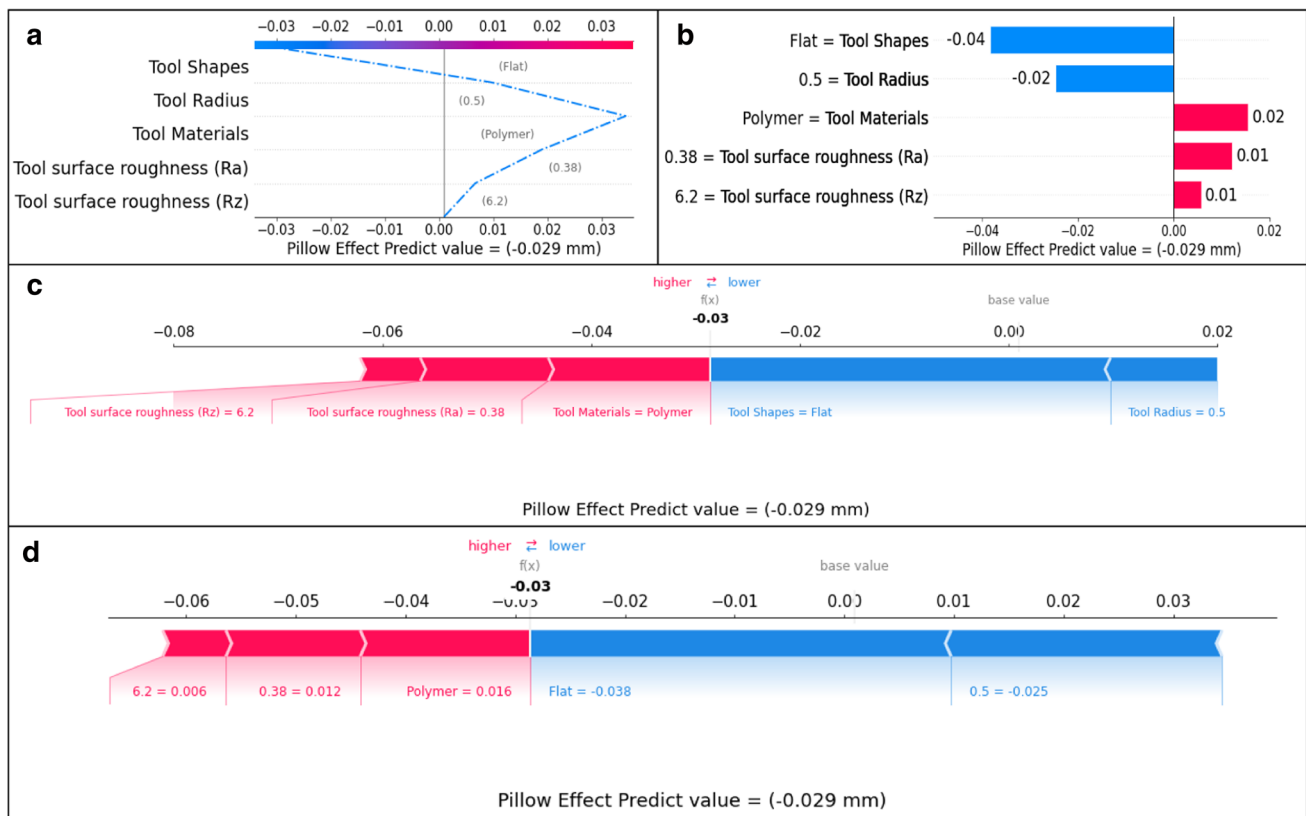 a
−0.03 −0.02 −0.01 0.00 0.01 0.02 0.03
Tool Shapes (Flat)
Tool Radius (0.5)
Tool Materials (Polymer)
Tool surface roughness (Ra) (0.38)
Tool surface roughness (Rz) (6.2)
−0.03 −0.02 −0.01 0.00 0.01 0.02 0.03
Pillow Effect Predict value = (-0.029 mm)
b
Flat = Tool Shapes -0.04
0.5 = Tool Radius -0.02
Polymer = Tool Materials 0.02
0.38 = Tool surface roughness (Ra) 0.01
6.2 = Tool surface roughness (Rz) 0.01
−0.04 −0.02 0.00 0.02
Pillow Effect Predict value = (-0.029 mm)
c
higher ⇄ lower
f(x) base value
-0.03
−0.08 −0.06 −0.04 −0.02 0.00 0.02
Tool surface roughness (Rz) = 6.2 Tool surface roughness (Ra) = 0.38 Tool Materials = Polymer Tool Shapes = Flat Tool Radius = 0.5
Pillow Effect Predict value = (-0.029 mm)
d
higher ⇄ lower
f(x) base value
-0.03
−0.06 −0.05 −0.04 −0.03 −0.02 −0.01 0.00 0.01 0.02 0.03
6.2 = 0.006 0.38 = 0.012 Polymer = 0.016 Flat = -0.038 0.5 = -0.025
Pillow Effect Predict value = (-0.029 mm)